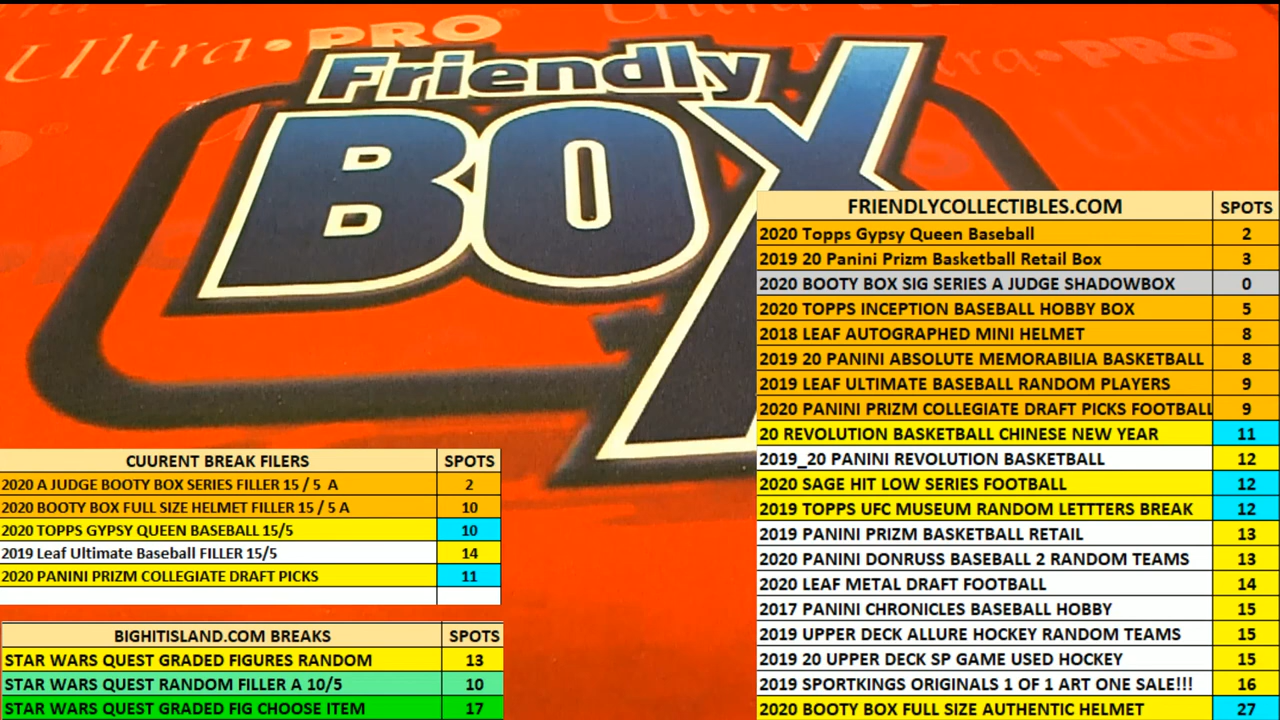 Ultra•PRO®
Ultra•PRO®
Friendly
BOX
FRIENDLYCOLLECTIBLES.COM SPOTS
2020 Topps Gypsy Queen Baseball 2
2019 20 Panini Prizm Basketball Retail Box 3
2020 BOOTY BOX SIG SERIES A JUDGE SHADOWBOX 0
2020 TOPPS INCEPTION BASEBALL HOBBY BOX 5
2018 LEAF AUTOGRAPHED MINI HELMET 8
2019 20 PANINI ABSOLUTE MEMORABILIA BASKETBALL 8
2019 LEAF ULTIMATE BASEBALL RANDOM PLAYERS 9
2020 PANINI PRIZM COLLEGIATE DRAFT PICKS FOOTBALL 9
20 REVOLUTION BASKETBALL CHINESE NEW YEAR 11
2019_20 PANINI REVOLUTION BASKETBALL 12
2020 SAGE HIT LOW SERIES FOOTBALL 12
2019 TOPPS UFC MUSEUM RANDOM LETTTERS BREAK 12
2019 PANINI PRIZM BASKETBALL RETAIL 13
2020 PANINI DONRUSS BASEBALL 2 RANDOM TEAMS 13
2020 LEAF METAL DRAFT FOOTBALL 14
2017 PANINI CHRONICLES BASEBALL HOBBY 15
2019 UPPER DECK ALLURE HOCKEY RANDOM TEAMS 15
2019 20 UPPER DECK SP GAME USED HOCKEY 15
2019 SPORTKINGS ORIGINALS 1 OF 1 ART ONE SALE!!! 16
2020 BOOTY BOX FULL SIZE AUTHENTIC HELMET 27
CUURENT BREAK FILERS SPOTS
2020 A JUDGE BOOTY BOX SERIES FILLER 15 / 5 A 2
2020 BOOTY BOX FULL SIZE HELMET FILLER 15 / 5 A 10
2020 TOPPS GYPSY QUEEN BASEBALL 15/5 10
2019 Leaf Ultimate Baseball FILLER 15/5 14
2020 PANINI PRIZM COLLEGIATE DRAFT PICKS 11
BIGHITISLAND.COM BREAKS SPOTS
STAR WARS QUEST GRADED FIGURES RANDOM 13
STAR WARS QUEST RANDOM FILLER A 10/5 10
STAR WARS QUEST GRADED FIG CHOOSE ITEM 17